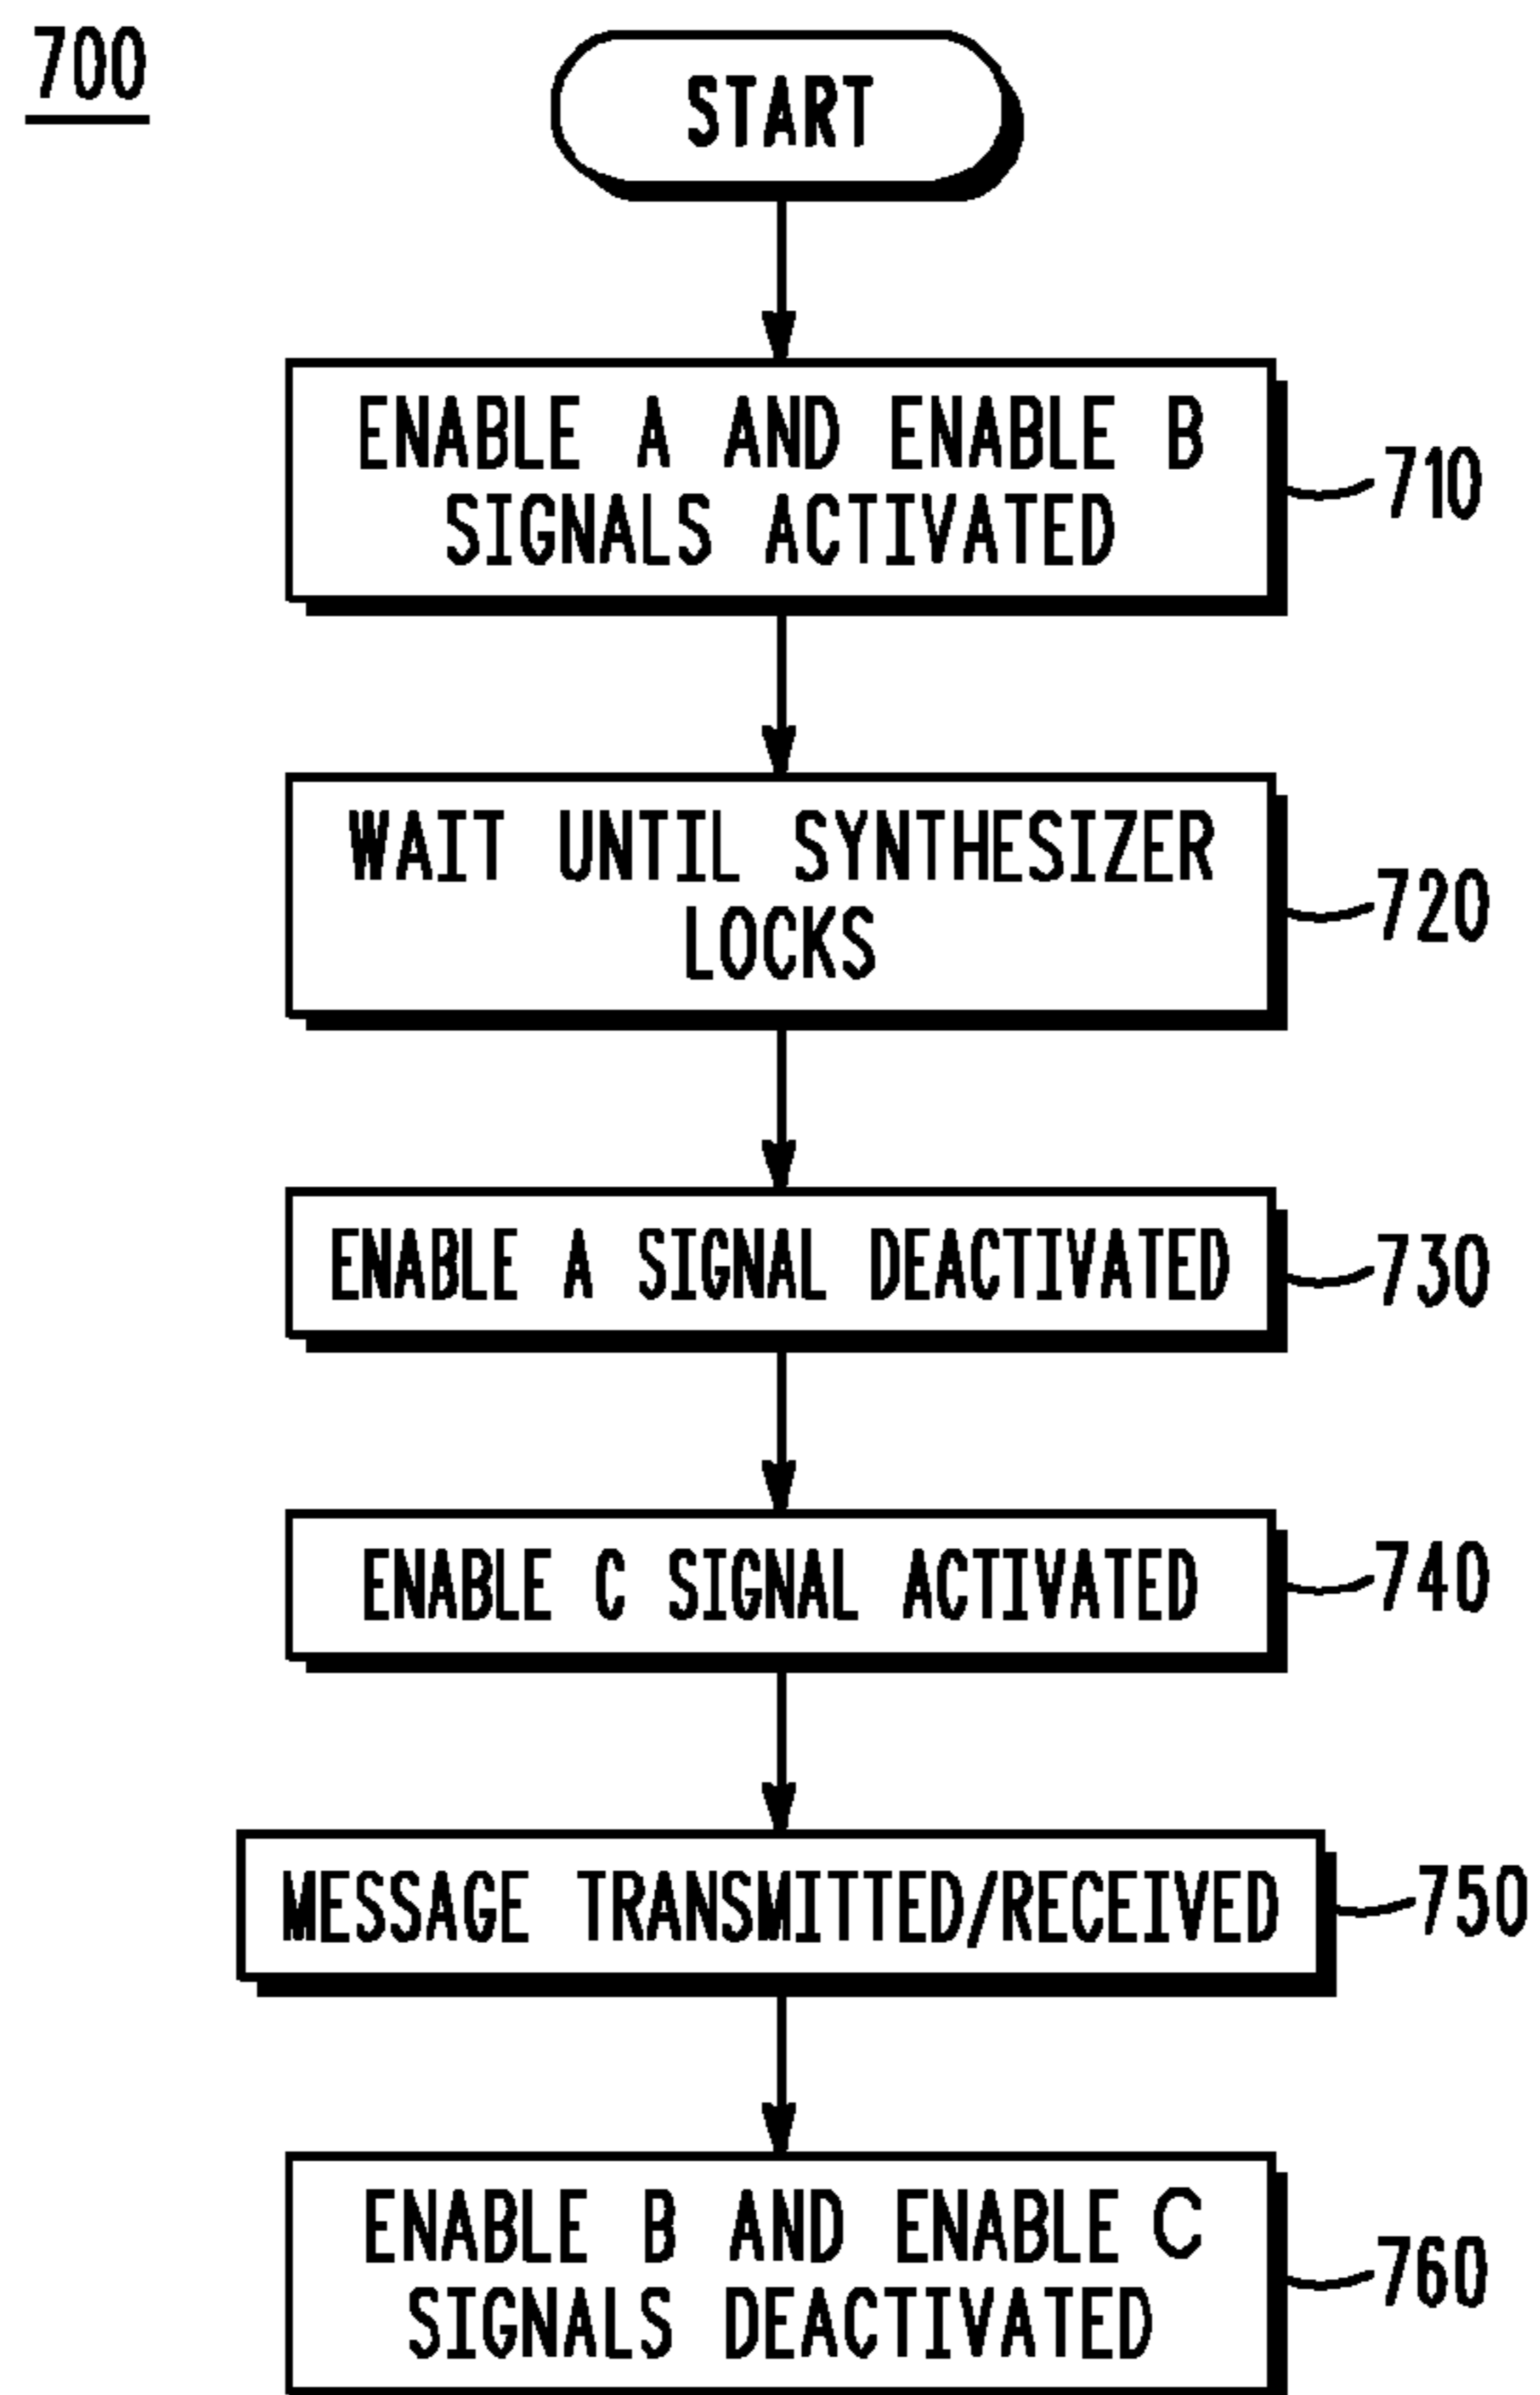 700
START
ENABLE A AND ENABLE B
SIGNALS ACTIVATED
710
WAIT UNTIL SYNTHESIZER
LOCKS
720
ENABLE A SIGNAL DEACTIVATED
730
ENABLE C SIGNAL ACTIVATED
740
MESSAGE TRANSMITTED/RECEIVED
750
ENABLE B AND ENABLE C
SIGNALS DEACTIVATED
760